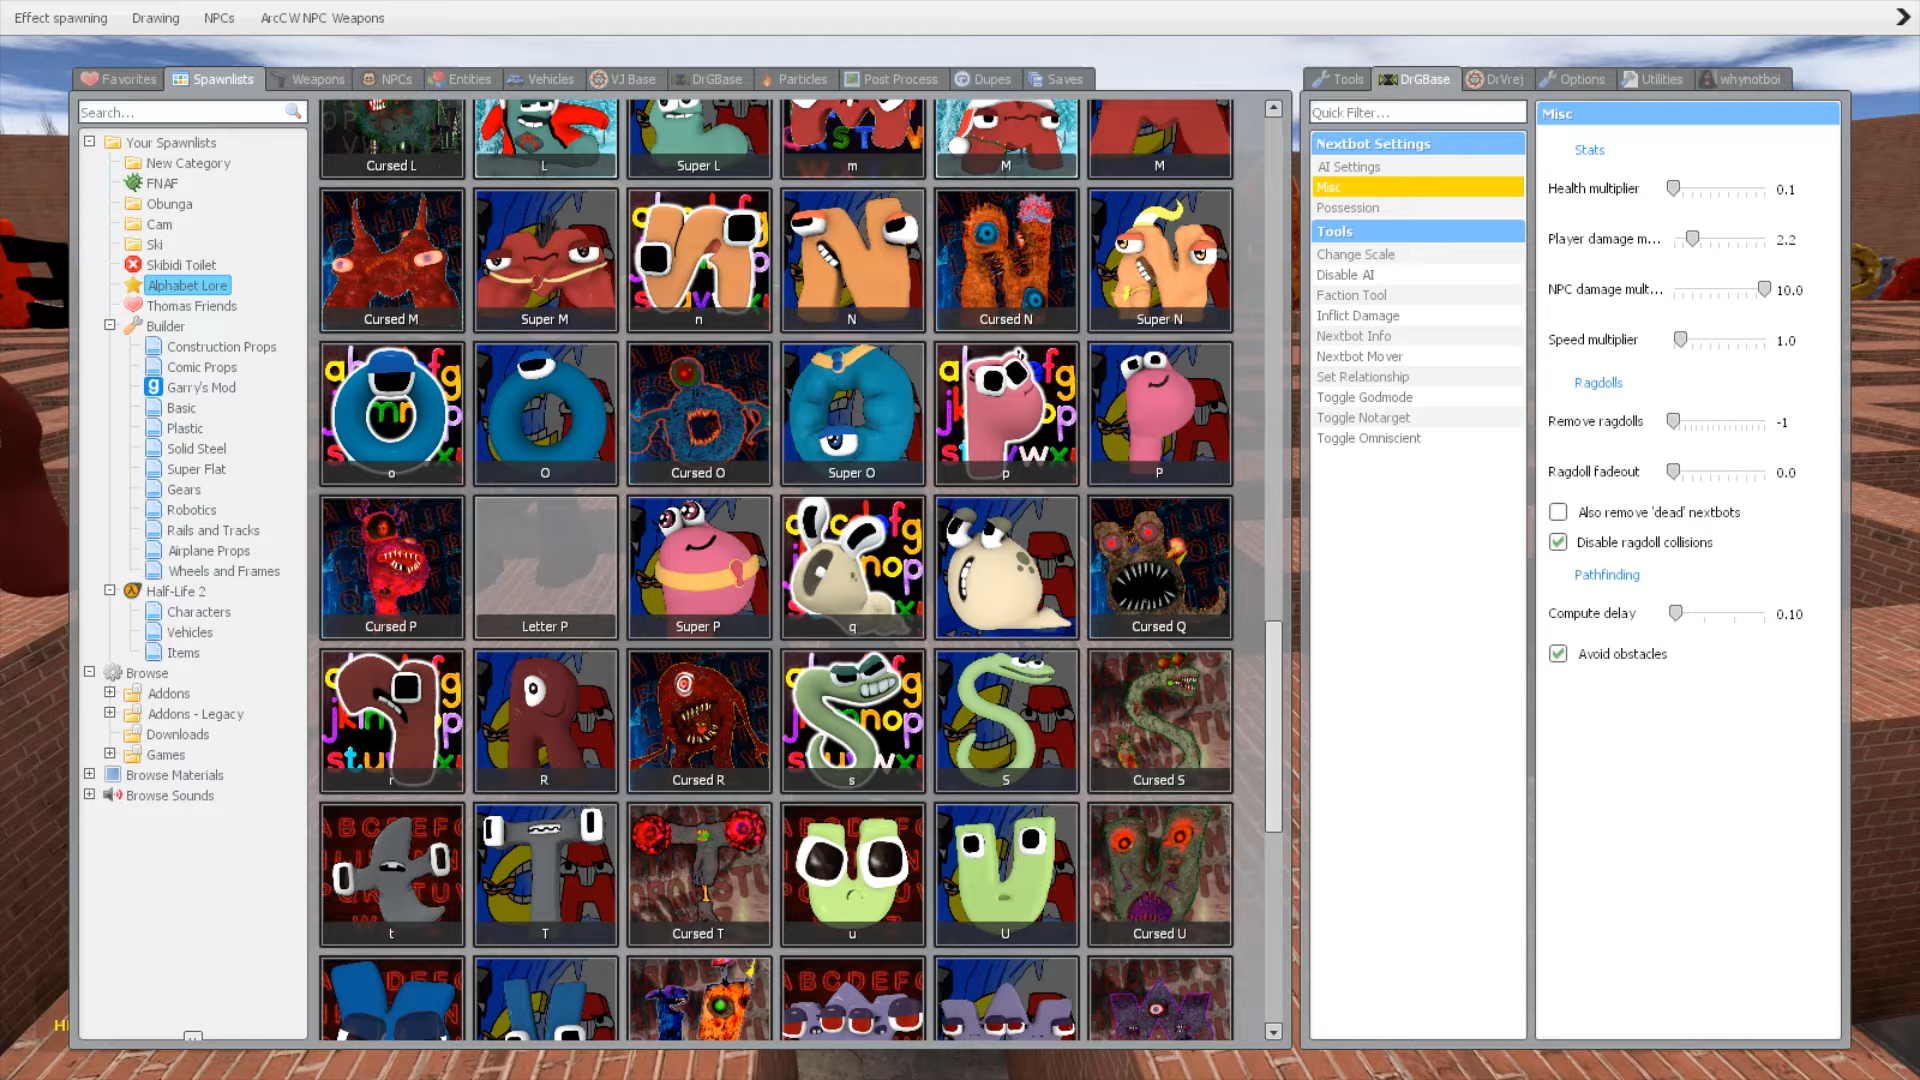 Effect spawning Drawing NPCs ArcCW NPC Weapons
Favorites Spawnlists Weapons NPCs Entities Vehicles VJ Base DrGBase Particles Post Process Dupes Saves
Search...
Your Spawnlists
New Category
FNAF
Obunga
Cam
Ski
Skibidi Toilet
Alphabet Lore
Thomas Friends
Builder
Construction Props
Comic Props
Garry's Mod
Basic
Plastic
Solid Steel
Super Flat
Gears
Robotics
Rails and Tracks
Airplane Props
Wheels and Frames
Half-Life 2
Characters
Vehicles
Items
Browse
Addons
Addons - Legacy
Downloads
Games
Browse Materials
Browse Sounds
Cursed L L Super L m M M
Cursed M Super M n N Cursed N Super N
o O Cursed O Super O p P
Cursed P Letter P Super P q Cursed Q
r R Cursed R s S Cursed S
t T Cursed T u U Cursed U
Tools DrGBase DrVrej Options Utilities whynotboi
Quick Filter...
Nextbot Settings
AI Settings
Misc
Possession
Tools
Change Scale
Disable AI
Faction Tool
Inflict Damage
Nextbot Info
Nextbot Mover
Set Relationship
Toggle Godmode
Toggle Notarget
Toggle Omniscient
Misc
Stats
Health multiplier 0.1
Player damage m... 2.2
NPC damage mult... 10.0
Speed multiplier 1.0
Ragdolls
Remove ragdolls -1
Ragdoll fadeout 0.0
Also remove 'dead' nextbots
Disable ragdoll collisions
Pathfinding
Compute delay 0.10
Avoid obstacles